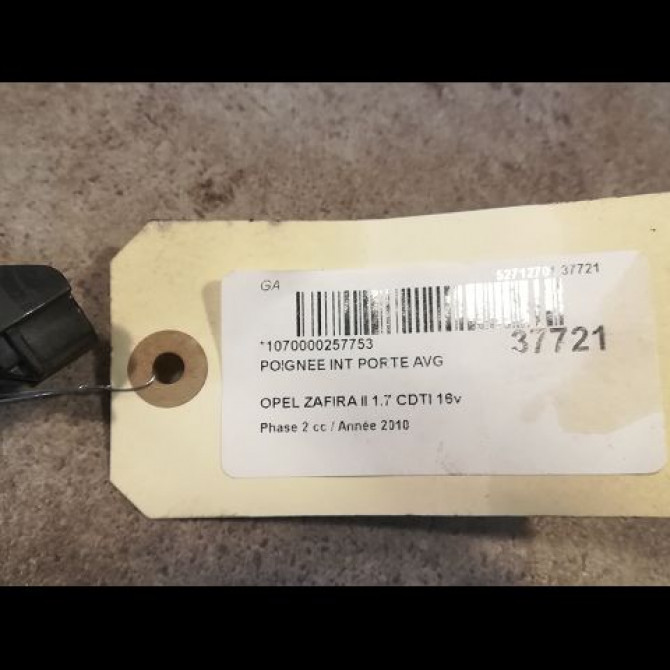 GA 37721
*1070000257753 37721
POIGNEE INT PORTE AVG
OPEL ZAFIRA II 1.7 CDTI 16v
Phase 2 cc / Année 2010